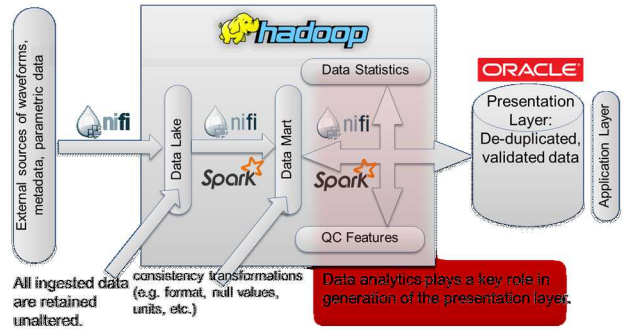 External sources of waveforms,
metadata, parametric data
nifi
Data Lake
nifi
Spark
Data Mart
hadoop
Data Statistics
nifi
Spark
QC Features
ORACLE
Presentation
Layer:
De-duplicated,
validated data
Application Layer
All ingested data
are retained
unaltered.
consistency transformations
(e.g. format, null values,
units, etc.)
Data analytics plays a key role in
generation of the presentation layer.